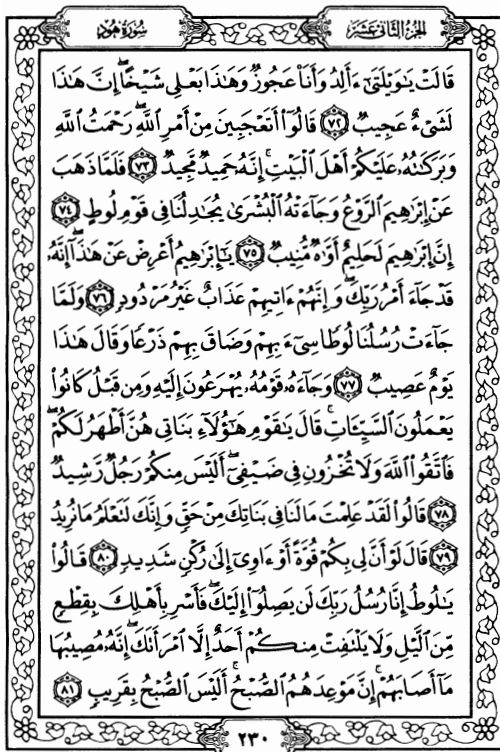 الجزء الثاني عشر
سورة هود
قَالَتْ يَٰوَيْلَتَىٰٓ ءَأَلِدُ وَأَنَا۠ عَجُوزٌ وَهَٰذَا بَعْلِى شَيْخًا ۖ إِنَّ هَٰذَا
لَشَىْءٌ عَجِيبٌ ﴿٧٢﴾ قَالُوٓا۟ أَتَعْجَبِينَ مِنْ أَمْرِ ٱللَّهِ ۖ رَحْمَتُ ٱللَّهِ
وَبَرَكَٰتُهُۥ عَلَيْكُمْ أَهْلَ ٱلْبَيْتِ ۚ إِنَّهُۥ حَمِيدٌ مَّجِيدٌ ﴿٧٣﴾ فَلَمَّا ذَهَبَ
عَنْ إِبْرَٰهِيمَ ٱلرَّوْعُ وَجَآءَتْهُ ٱلْبُشْرَىٰ يُجَٰدِلُنَا فِى قَوْمِ لُوطٍ ﴿٧٤﴾
إِنَّ إِبْرَٰهِيمَ لَحَلِيمٌ أَوَّٰهٌ مُّنِيبٌ ﴿٧٥﴾ يَٰٓإِبْرَٰهِيمُ أَعْرِضْ عَنْ هَٰذَآ ۖ إِنَّهُۥ
قَدْ جَآءَ أَمْرُ رَبِّكَ ۖ وَإِنَّهُمْ ءَاتِيهِمْ عَذَابٌ غَيْرُ مَرْدُودٍ ﴿٧٦﴾ وَلَمَّا
جَآءَتْ رُسُلُنَا لُوطًا سِىٓءَ بِهِمْ وَضَاقَ بِهِمْ ذَرْعًا وَقَالَ هَٰذَا
يَوْمٌ عَصِيبٌ ﴿٧٧﴾ وَجَآءَهُۥ قَوْمُهُۥ يُهْرَعُونَ إِلَيْهِ وَمِن قَبْلُ كَانُوا۟
يَعْمَلُونَ ٱلسَّيِّـَٔاتِ ۚ قَالَ يَٰقَوْمِ هَٰٓؤُلَآءِ بَنَاتِى هُنَّ أَطْهَرُ لَكُمْ ۖ
فَٱتَّقُوا۟ ٱللَّهَ وَلَا تُخْزُونِ فِى ضَيْفِىٓ ۖ أَلَيْسَ مِنكُمْ رَجُلٌ رَّشِيدٌ
﴿٧٨﴾ قَالُوا۟ لَقَدْ عَلِمْتَ مَا لَنَا فِى بَنَاتِكَ مِنْ حَقٍّ وَإِنَّكَ لَتَعْلَمُ مَا نُرِيدُ
﴿٧٩﴾ قَالَ لَوْ أَنَّ لِى بِكُمْ قُوَّةً أَوْ ءَاوِىٓ إِلَىٰ رُكْنٍ شَدِيدٍ ﴿٨٠﴾ قَالُوا۟
يَٰلُوطُ إِنَّا رُسُلُ رَبِّكَ لَن يَصِلُوٓا۟ إِلَيْكَ ۖ فَأَسْرِ بِأَهْلِكَ بِقِطْعٍ
مِّنَ ٱلَّيْلِ وَلَا يَلْتَفِتْ مِنكُمْ أَحَدٌ إِلَّا ٱمْرَأَتَكَ ۖ إِنَّهُۥ مُصِيبُهَا
مَآ أَصَابَهُمْ ۚ إِنَّ مَوْعِدَهُمُ ٱلصُّبْحُ ۚ أَلَيْسَ ٱلصُّبْحُ بِقَرِيبٍ ﴿٨١﴾
٢٣٠